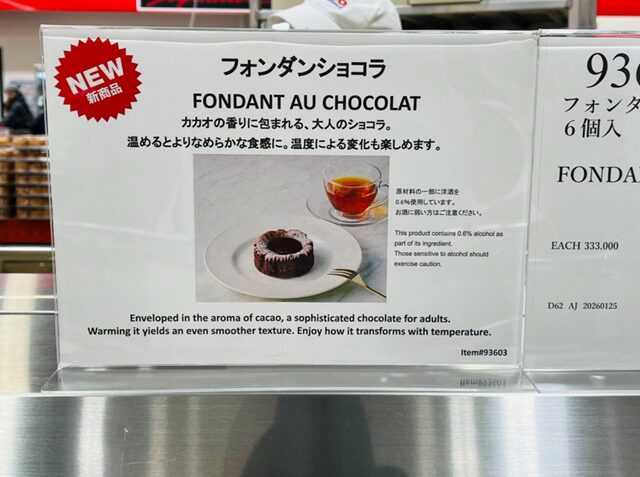 NEW
新商品
フォンダンショコラ
FONDANT AU CHOCOLAT
カカオの香りに包まれる、大人のショコラ。
温めるとよりなめらかな食感に。温度による変化も楽しめます。
原材料の一部に洋酒を
0.6%使用しています。
お酒に弱い方はご注意ください。
This product contains 0.6% alcohol as
part of its ingredient.
Those sensitive to alcohol should
exercise caution.
Enveloped in the aroma of cacao, a sophisticated chocolate for adults.
Warming it yields an even smoother texture. Enjoy how it transforms with temperature.
Item#93603
936
フォンダ
6個入
FONDA
EACH 333.000
D62 AJ 20260125